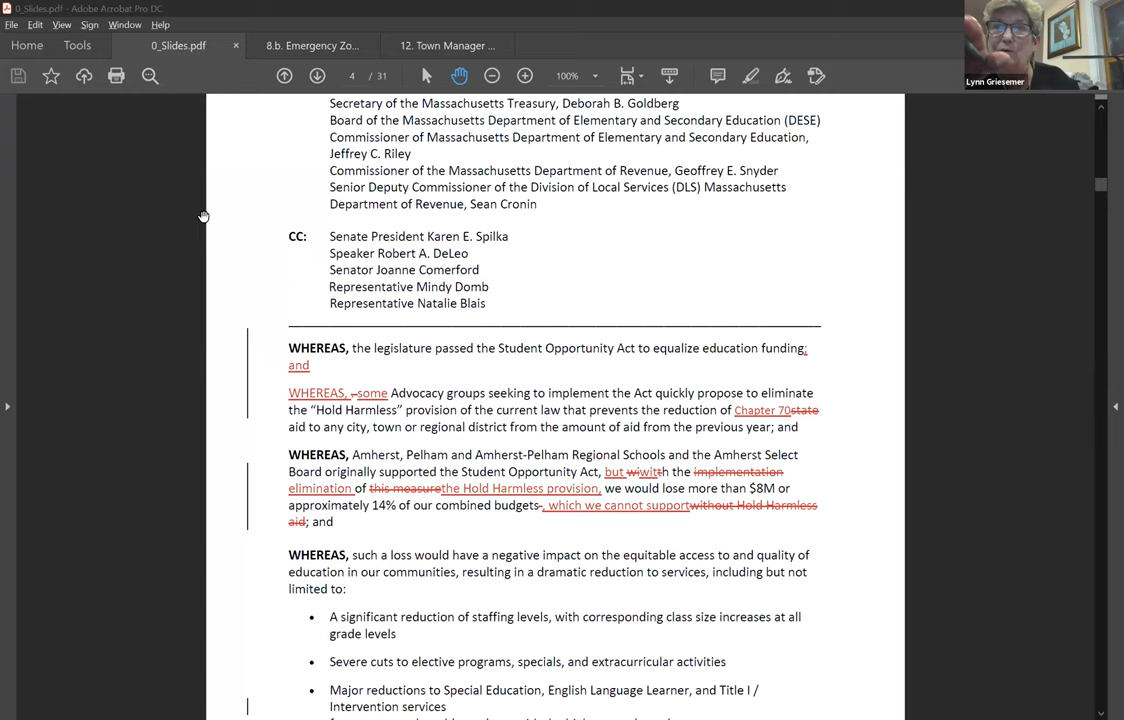 0_Slides.pdf - Adobe Acrobat Pro DC
File Edit View Sign Window Help
Home Tools 0_Slides.pdf × 8.b. Emergency Zo... 12. Town Manager ...
4 / 31 100%
Lynn Griesemer
Secretary of the Massachusetts Treasury, Deborah B. Goldberg
Board of the Massachusetts Department of Elementary and Secondary Education (DESE)
Commissioner of Massachusetts Department of Elementary and Secondary Education,
Jeffrey C. Riley
Commissioner of the Massachusetts Department of Revenue, Geoffrey E. Snyder
Senior Deputy Commissioner of the Division of Local Services (DLS) Massachusetts
Department of Revenue, Sean Cronin
CC: Senate President Karen E. Spilka
Speaker Robert A. DeLeo
Senator Joanne Comerford
Representative Mindy Domb
Representative Natalie Blais
WHEREAS, the legislature passed the Student Opportunity Act to equalize education funding;
and
WHEREAS, -some Advocacy groups seeking to implement the Act quickly propose to eliminate
the “Hold Harmless” provision of the current law that prevents the reduction of Chapter 70state
aid to any city, town or regional district from the amount of aid from the previous year; and
WHEREAS, Amherst, Pelham and Amherst-Pelham Regional Schools and the Amherst Select
Board originally supported the Student Opportunity Act, but wiwitth the implementation
elimination of this measurethe Hold Harmless provision, we would lose more than $8M or
approximately 14% of our combined budgets-, which we cannot supportwithout Hold Harmless
aid; and
WHEREAS, such a loss would have a negative impact on the equitable access to and quality of
education in our communities, resulting in a dramatic reduction to services, including but not
limited to:
• A significant reduction of staffing levels, with corresponding class size increases at all
grade levels
• Severe cuts to elective programs, specials, and extracurricular activities
• Major reductions to Special Education, English Language Learner, and Title I /
Intervention services